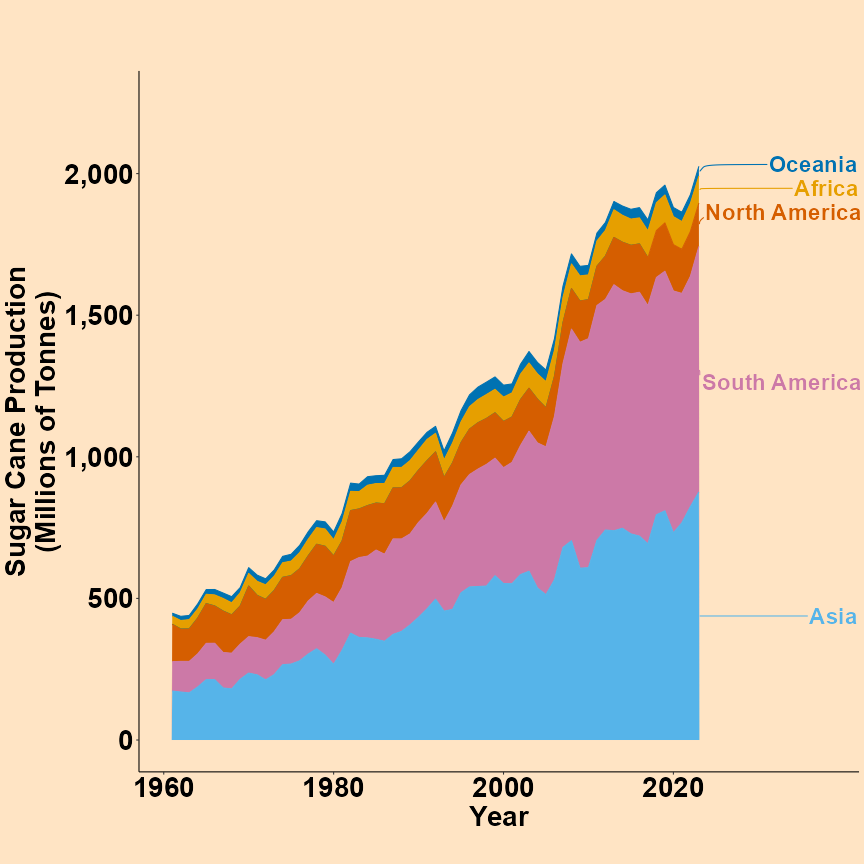 Sugar Cane Production
(Millions of Tonnes)
2,000
1,500
1,000
500
0
Oceania
Africa
North America
South America
Asia
1960
1980
2000
2020
Year